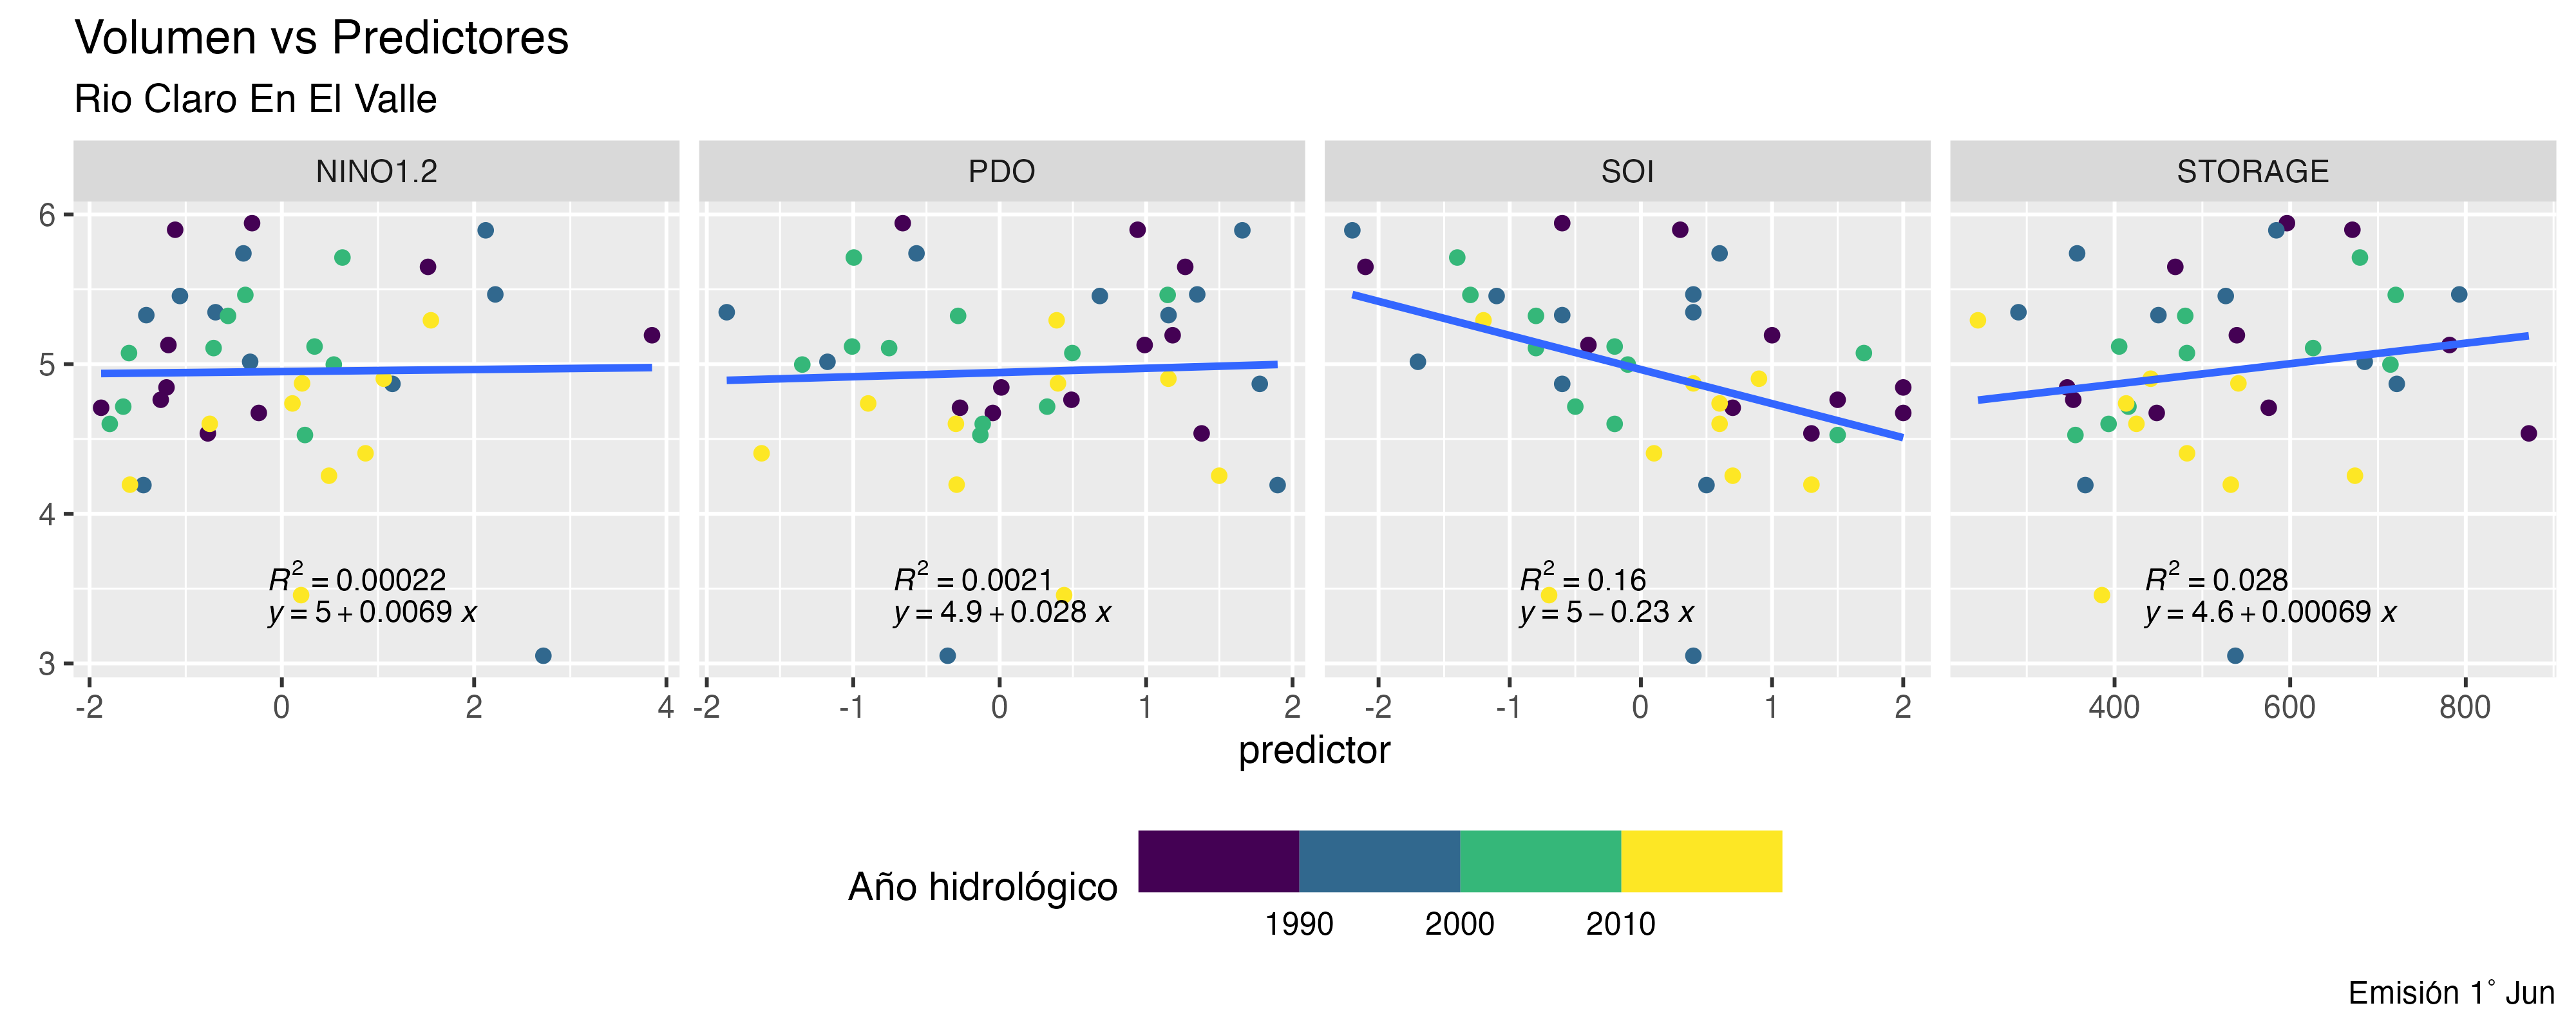 Volumen vs Predictores
Rio Claro En El Valle
NINO1.2 PDO SOI STORAGE
6
5
4
3
R² = 0.00022 R² = 0.0021 R² = 0.16 R² = 0.028
y = 5 + 0.0069 x y = 4.9 + 0.028 x y = 5 − 0.23 x y = 4.6 + 0.00069 x
-2 0 2 4 -2 -1 0 1 2 -2 -1 0 1 2 400 600 800
predictor
Año hidrológico
1990 2000 2010
Emisión 1° Jun